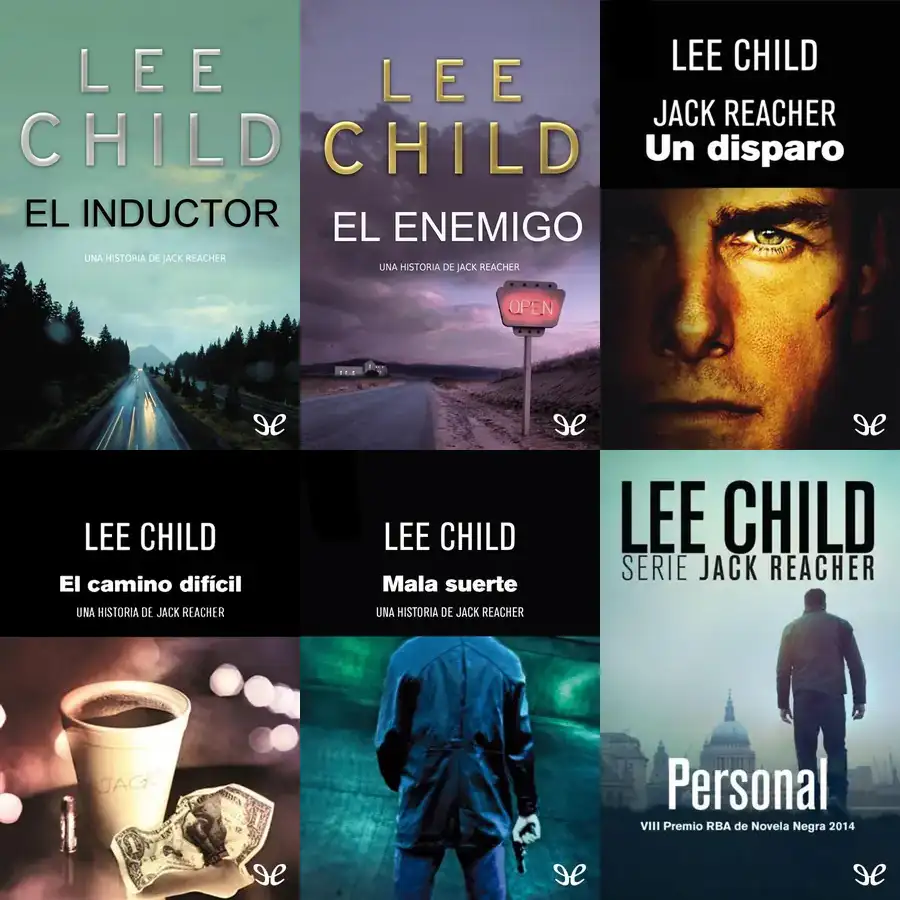 LEE
CHILD
EL INDUCTOR
UNA HISTORIA DE JACK REACHER
LEE
CHILD
EL ENEMIGO
UNA HISTORIA DE JACK REACHER
OPEN
LEE CHILD
JACK REACHER
Un disparo
LEE CHILD
El camino difícil
UNA HISTORIA DE JACK REACHER
LEE CHILD
Mala suerte
UNA HISTORIA DE JACK REACHER
LEE CHILD
SERIE JACK REACHER
Personal
VIII Premio RBA de Novela Negra 2014